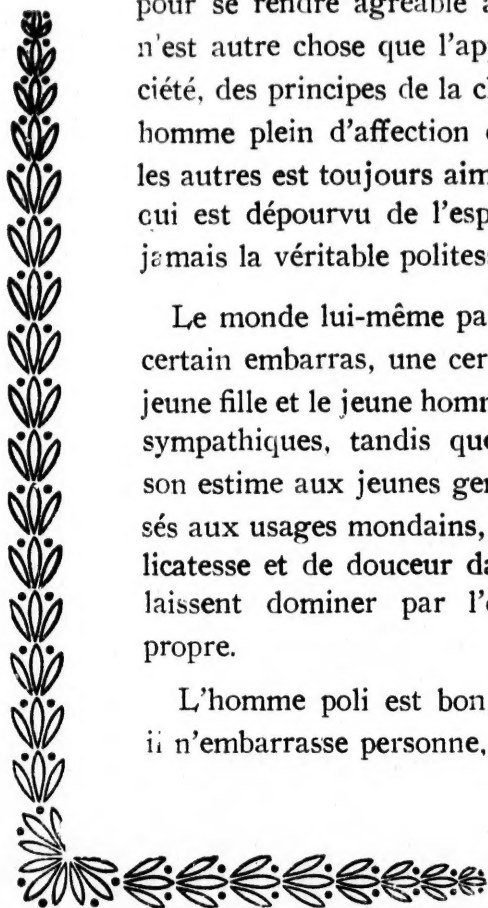 pour se rendre agréable a
n'est autre chose que l'ap
ciété, des principes de la c
homme plein d'affection
les autres est toujours aim
qui est dépourvu de l'esp
jamais la véritable polites
Le monde lui-même pa
certain embarras, une cer
jeune fille et le jeune hom
sympathiques, tandis que
son estime aux jeunes ger
sés aux usages mondains,
licatesse et de douceur da
laissent dominer par l'
propre.
L'homme poli est bon
il n'embarrasse personne,